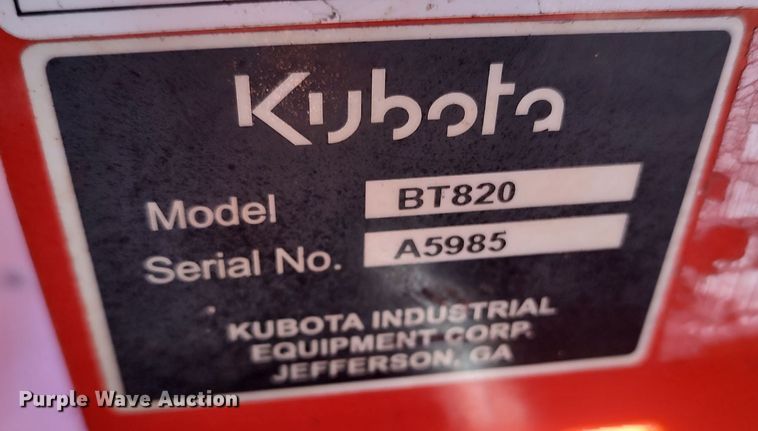 Kubota
Model BT820
Serial No. A5985
KUBOTA INDUSTRIAL
EQUIPMENT CORP.
JEFFERSON, GA
Purple Wave Auction